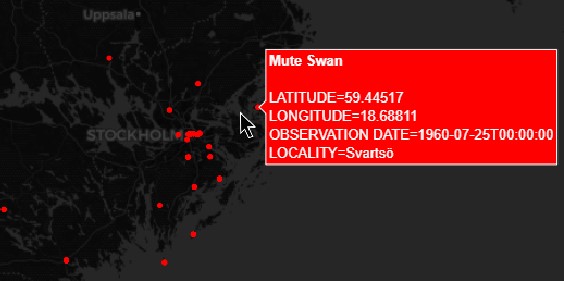 Uppsala
Mute Swan
LATITUDE=59.44517
LONGITUDE=18.68811
OBSERVATION DATE=1960-07-25T00:00:00
STOCKHOLM
LOCALITY=Svartsö